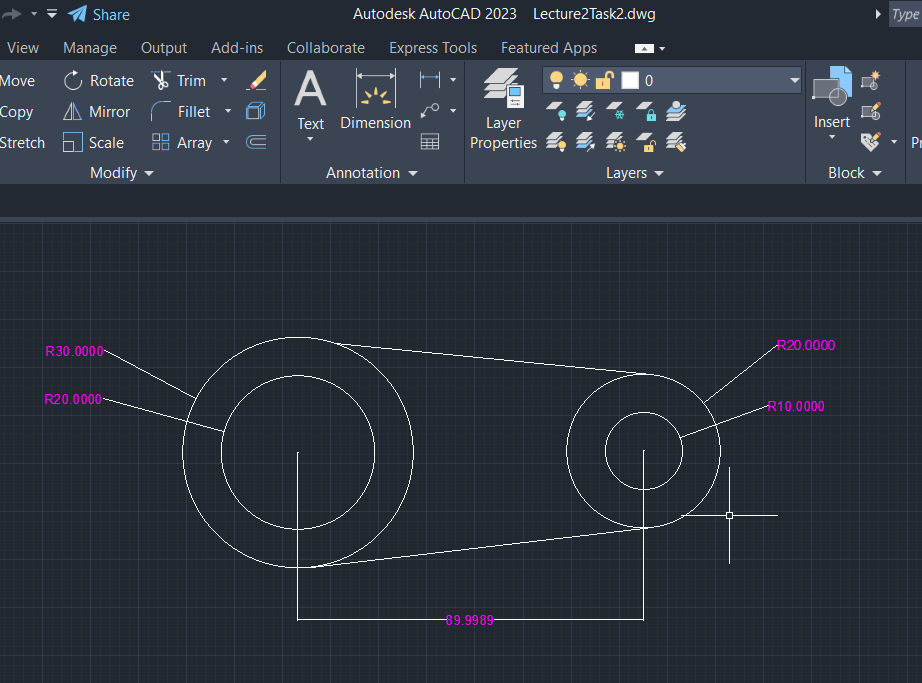 Share Autodesk AutoCAD 2023 Lecture2Task2.dwg Type
View Manage Output Add-ins Collaborate Express Tools Featured Apps
Move Rotate Trim 0
Copy Mirror Fillet Text Dimension Layer Insert
Stretch Scale Array Properties
Modify Annotation Layers Block
R30.0000 R20.0000
R20.0000 R10.0000
89.9989